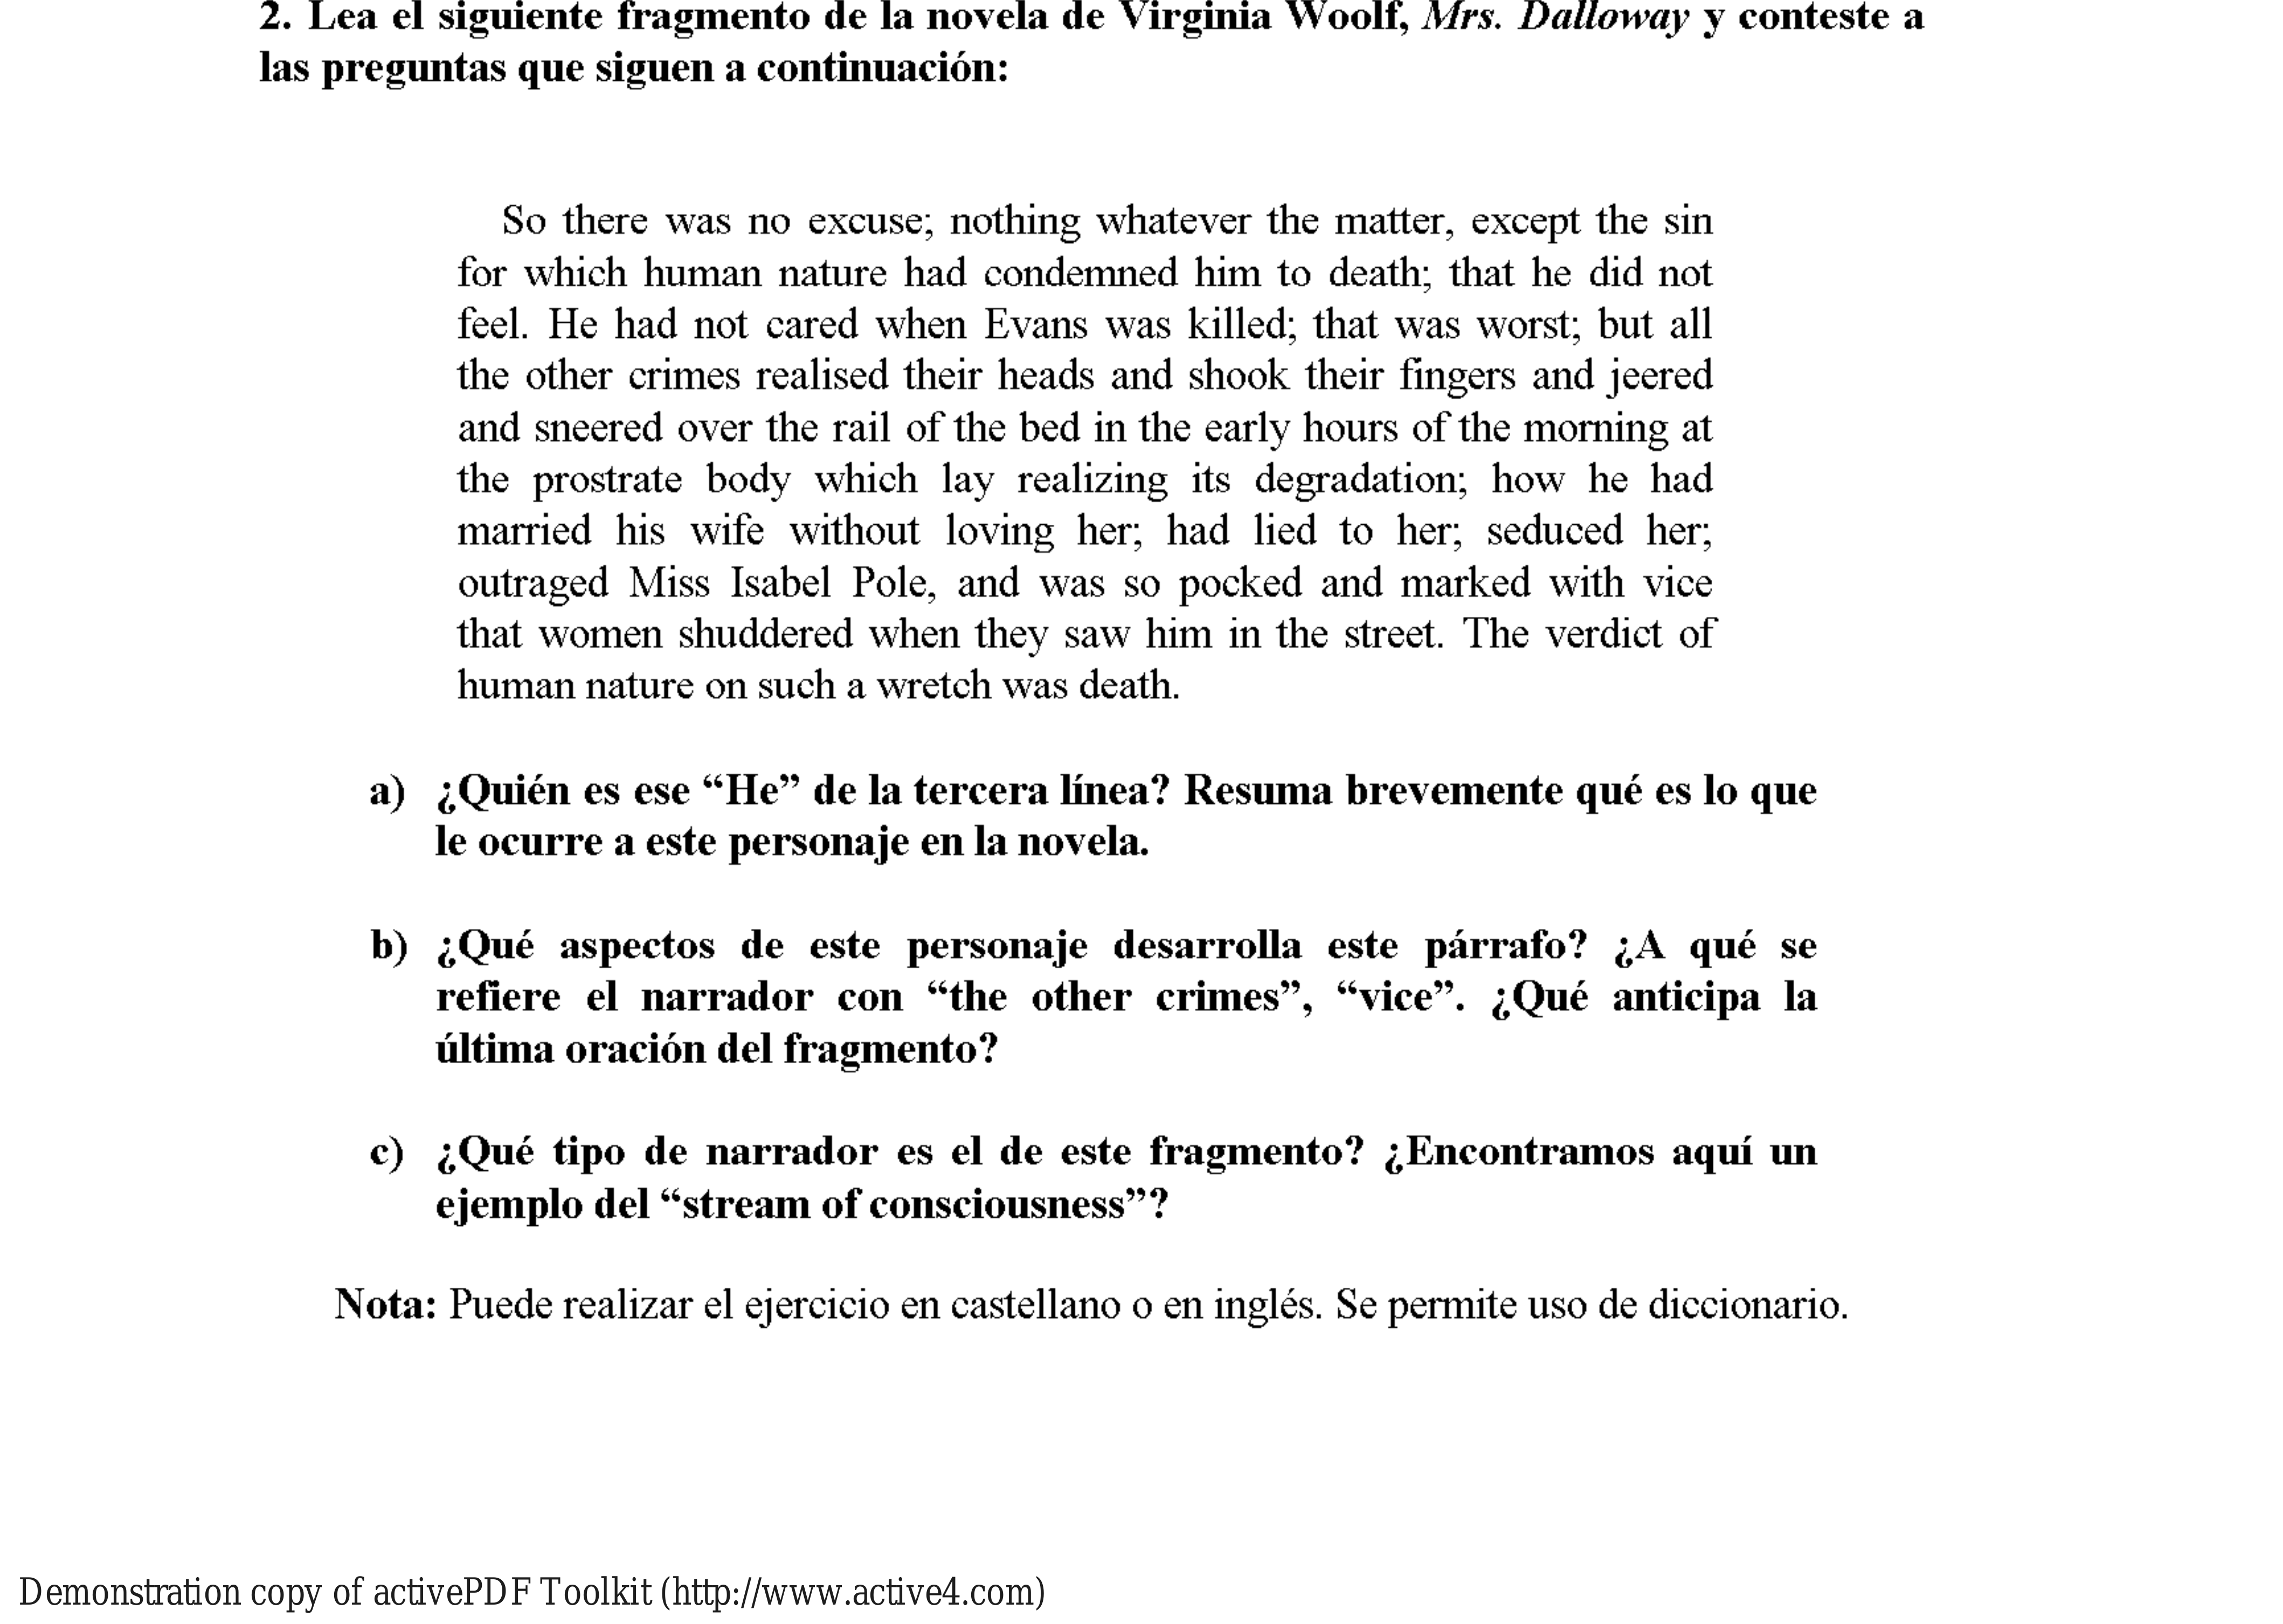 2. Lea el siguiente fragmento de la novela de Virginia Woolf, Mrs. Dalloway y conteste a
las preguntas que siguen a continuación:
So there was no excuse; nothing whatever the matter, except the sin
for which human nature had condemned him to death; that he did not
feel. He had not cared when Evans was killed; that was worst; but all
the other crimes realised their heads and shook their fingers and jeered
and sneered over the rail of the bed in the early hours of the morning at
the prostrate body which lay realizing its degradation; how he had
married his wife without loving her; had lied to her; seduced her;
outraged Miss Isabel Pole, and was so pocked and marked with vice
that women shuddered when they saw him in the street. The verdict of
human nature on such a wretch was death.
a) ¿Quién es ese “He” de la tercera línea? Resuma brevemente qué es lo que
le ocurre a este personaje en la novela.
b) ¿Qué aspectos de este personaje desarrolla este párrafo? ¿A qué se
refiere el narrador con “the other crimes”, “vice”. ¿Qué anticipa la
última oración del fragmento?
c) ¿Qué tipo de narrador es el de este fragmento? ¿Encontramos aquí un
ejemplo del “stream of consciousness”?
Nota: Puede realizar el ejercicio en castellano o en inglés. Se permite uso de diccionario.
Demonstration copy of activePDF Toolkit (http://www.active4.com)